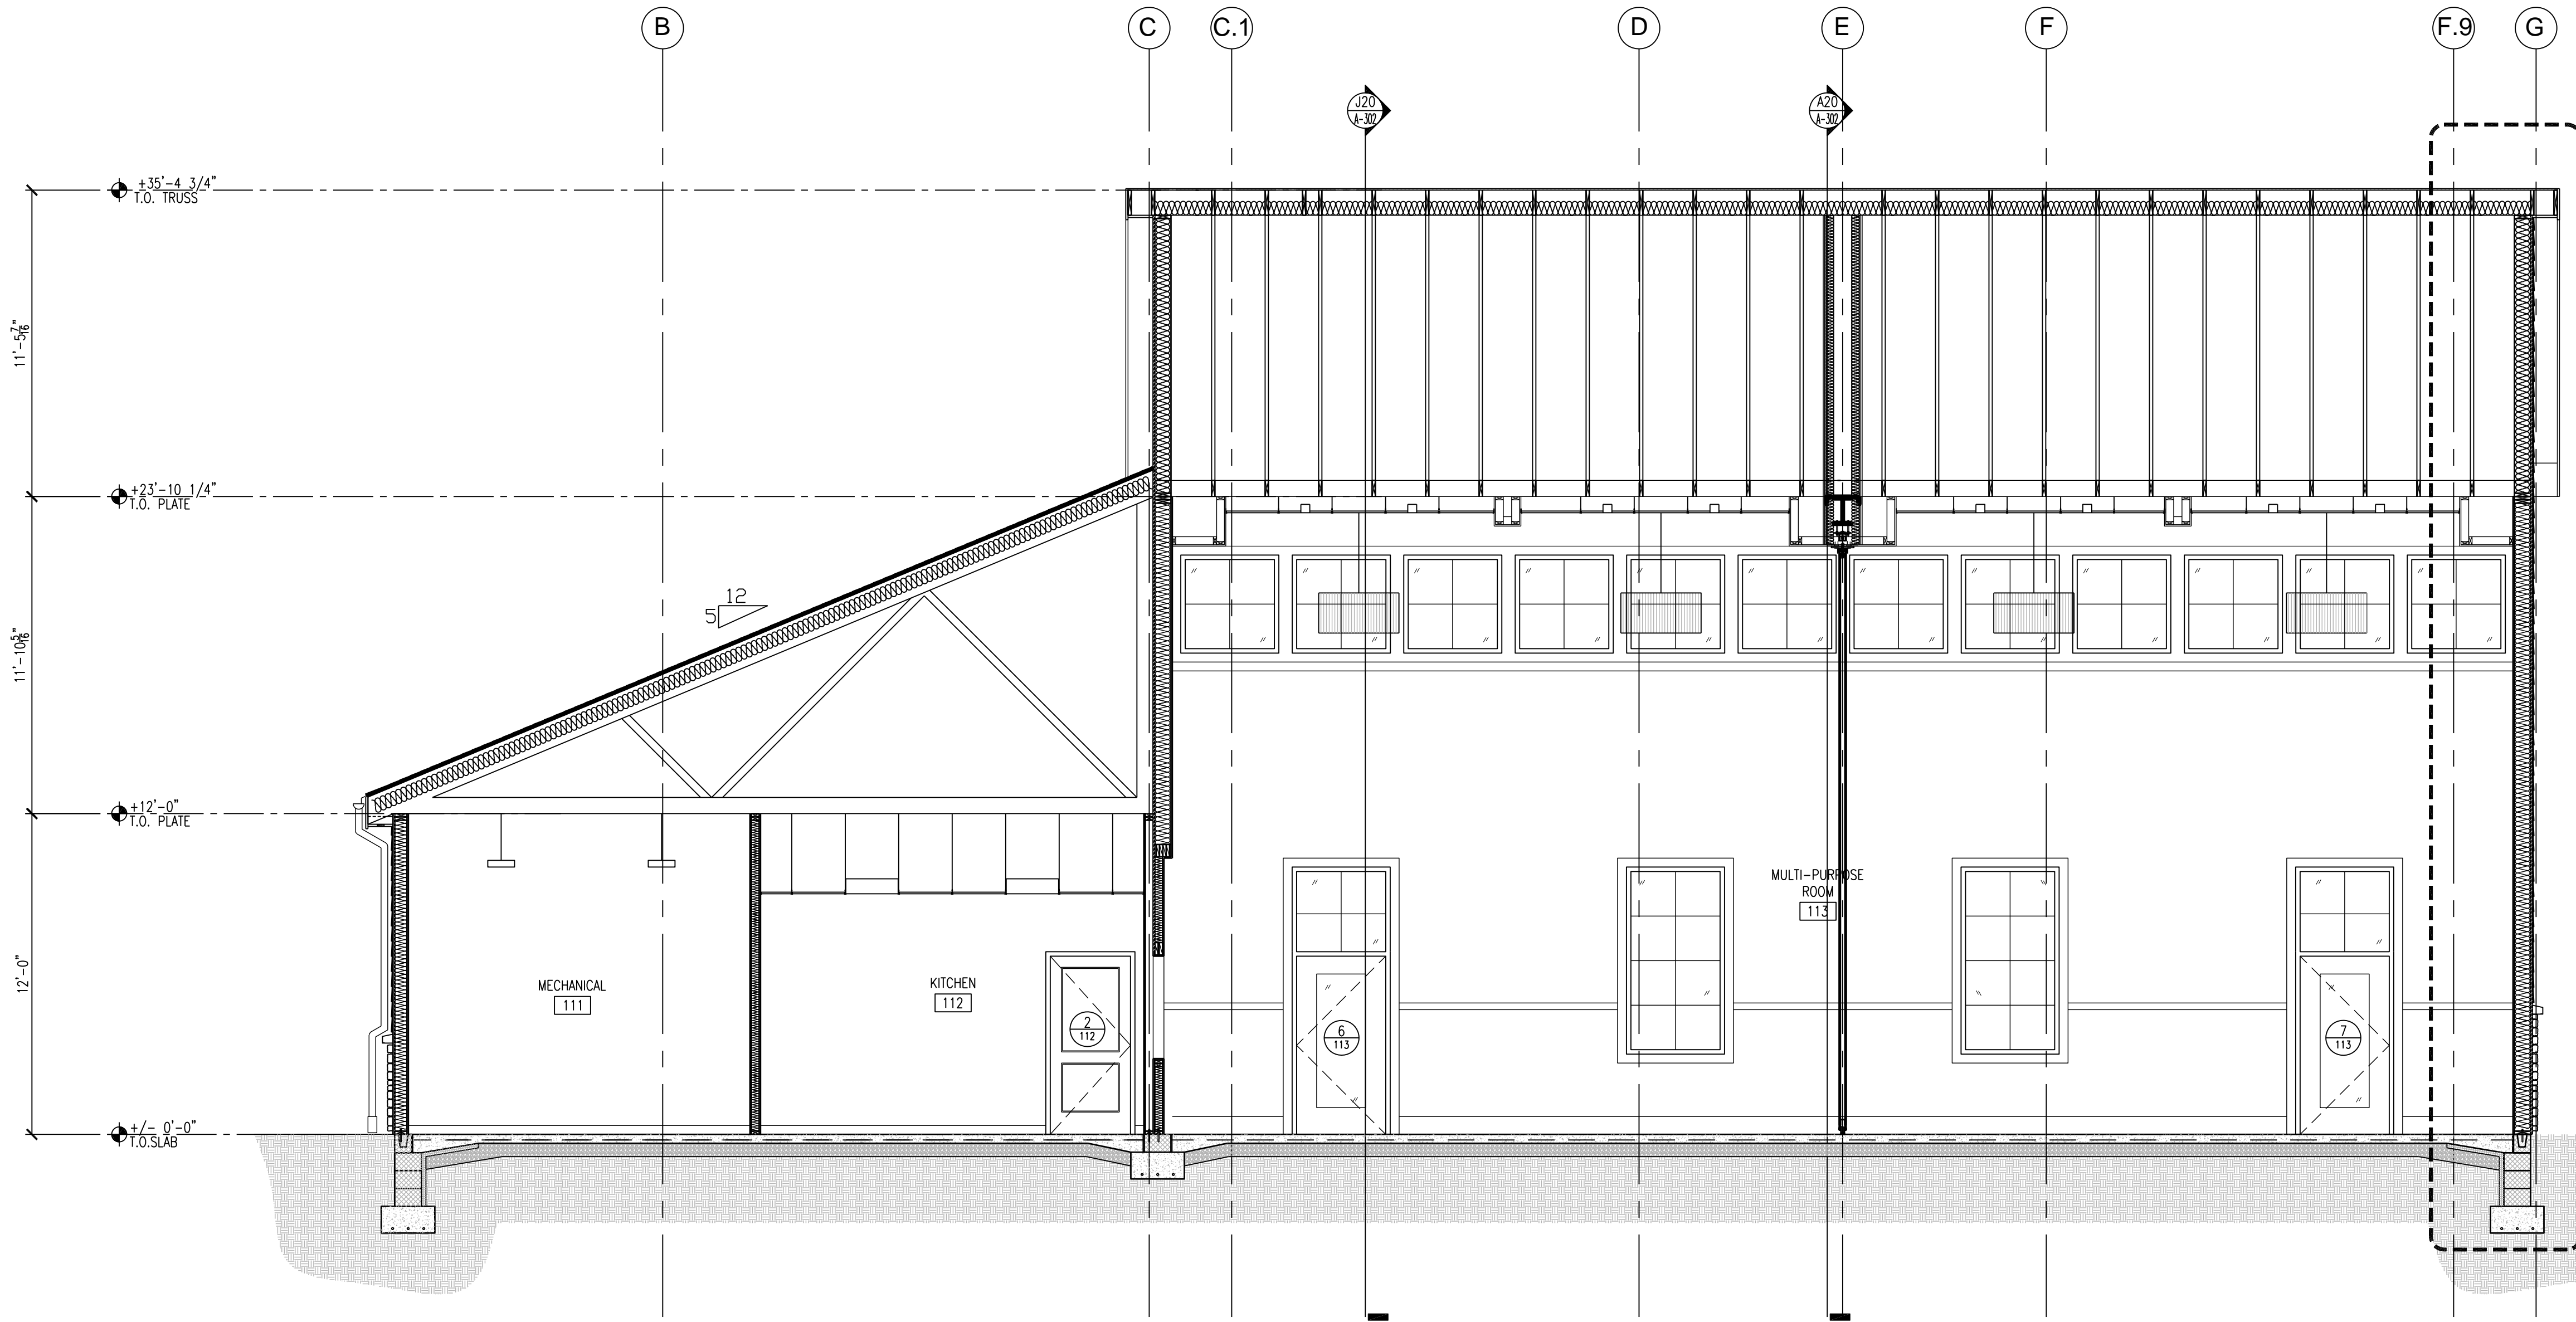 B
C
C.1
D
E
F
F.9
G
J20
A-302
A20
A-302
+35'-4 3/4"
T.O. TRUSS
11'-5 7/16"
+23'-10 1/4"
T.O. PLATE
12
5
11'-10 5/16"
+12'-0"
T.O. PLATE
MULTI-PURPOSE
ROOM
113
12'-0"
MECHANICAL
111
KITCHEN
112
2
112
6
113
7
113
+/- 0'-0"
T.O.SLAB